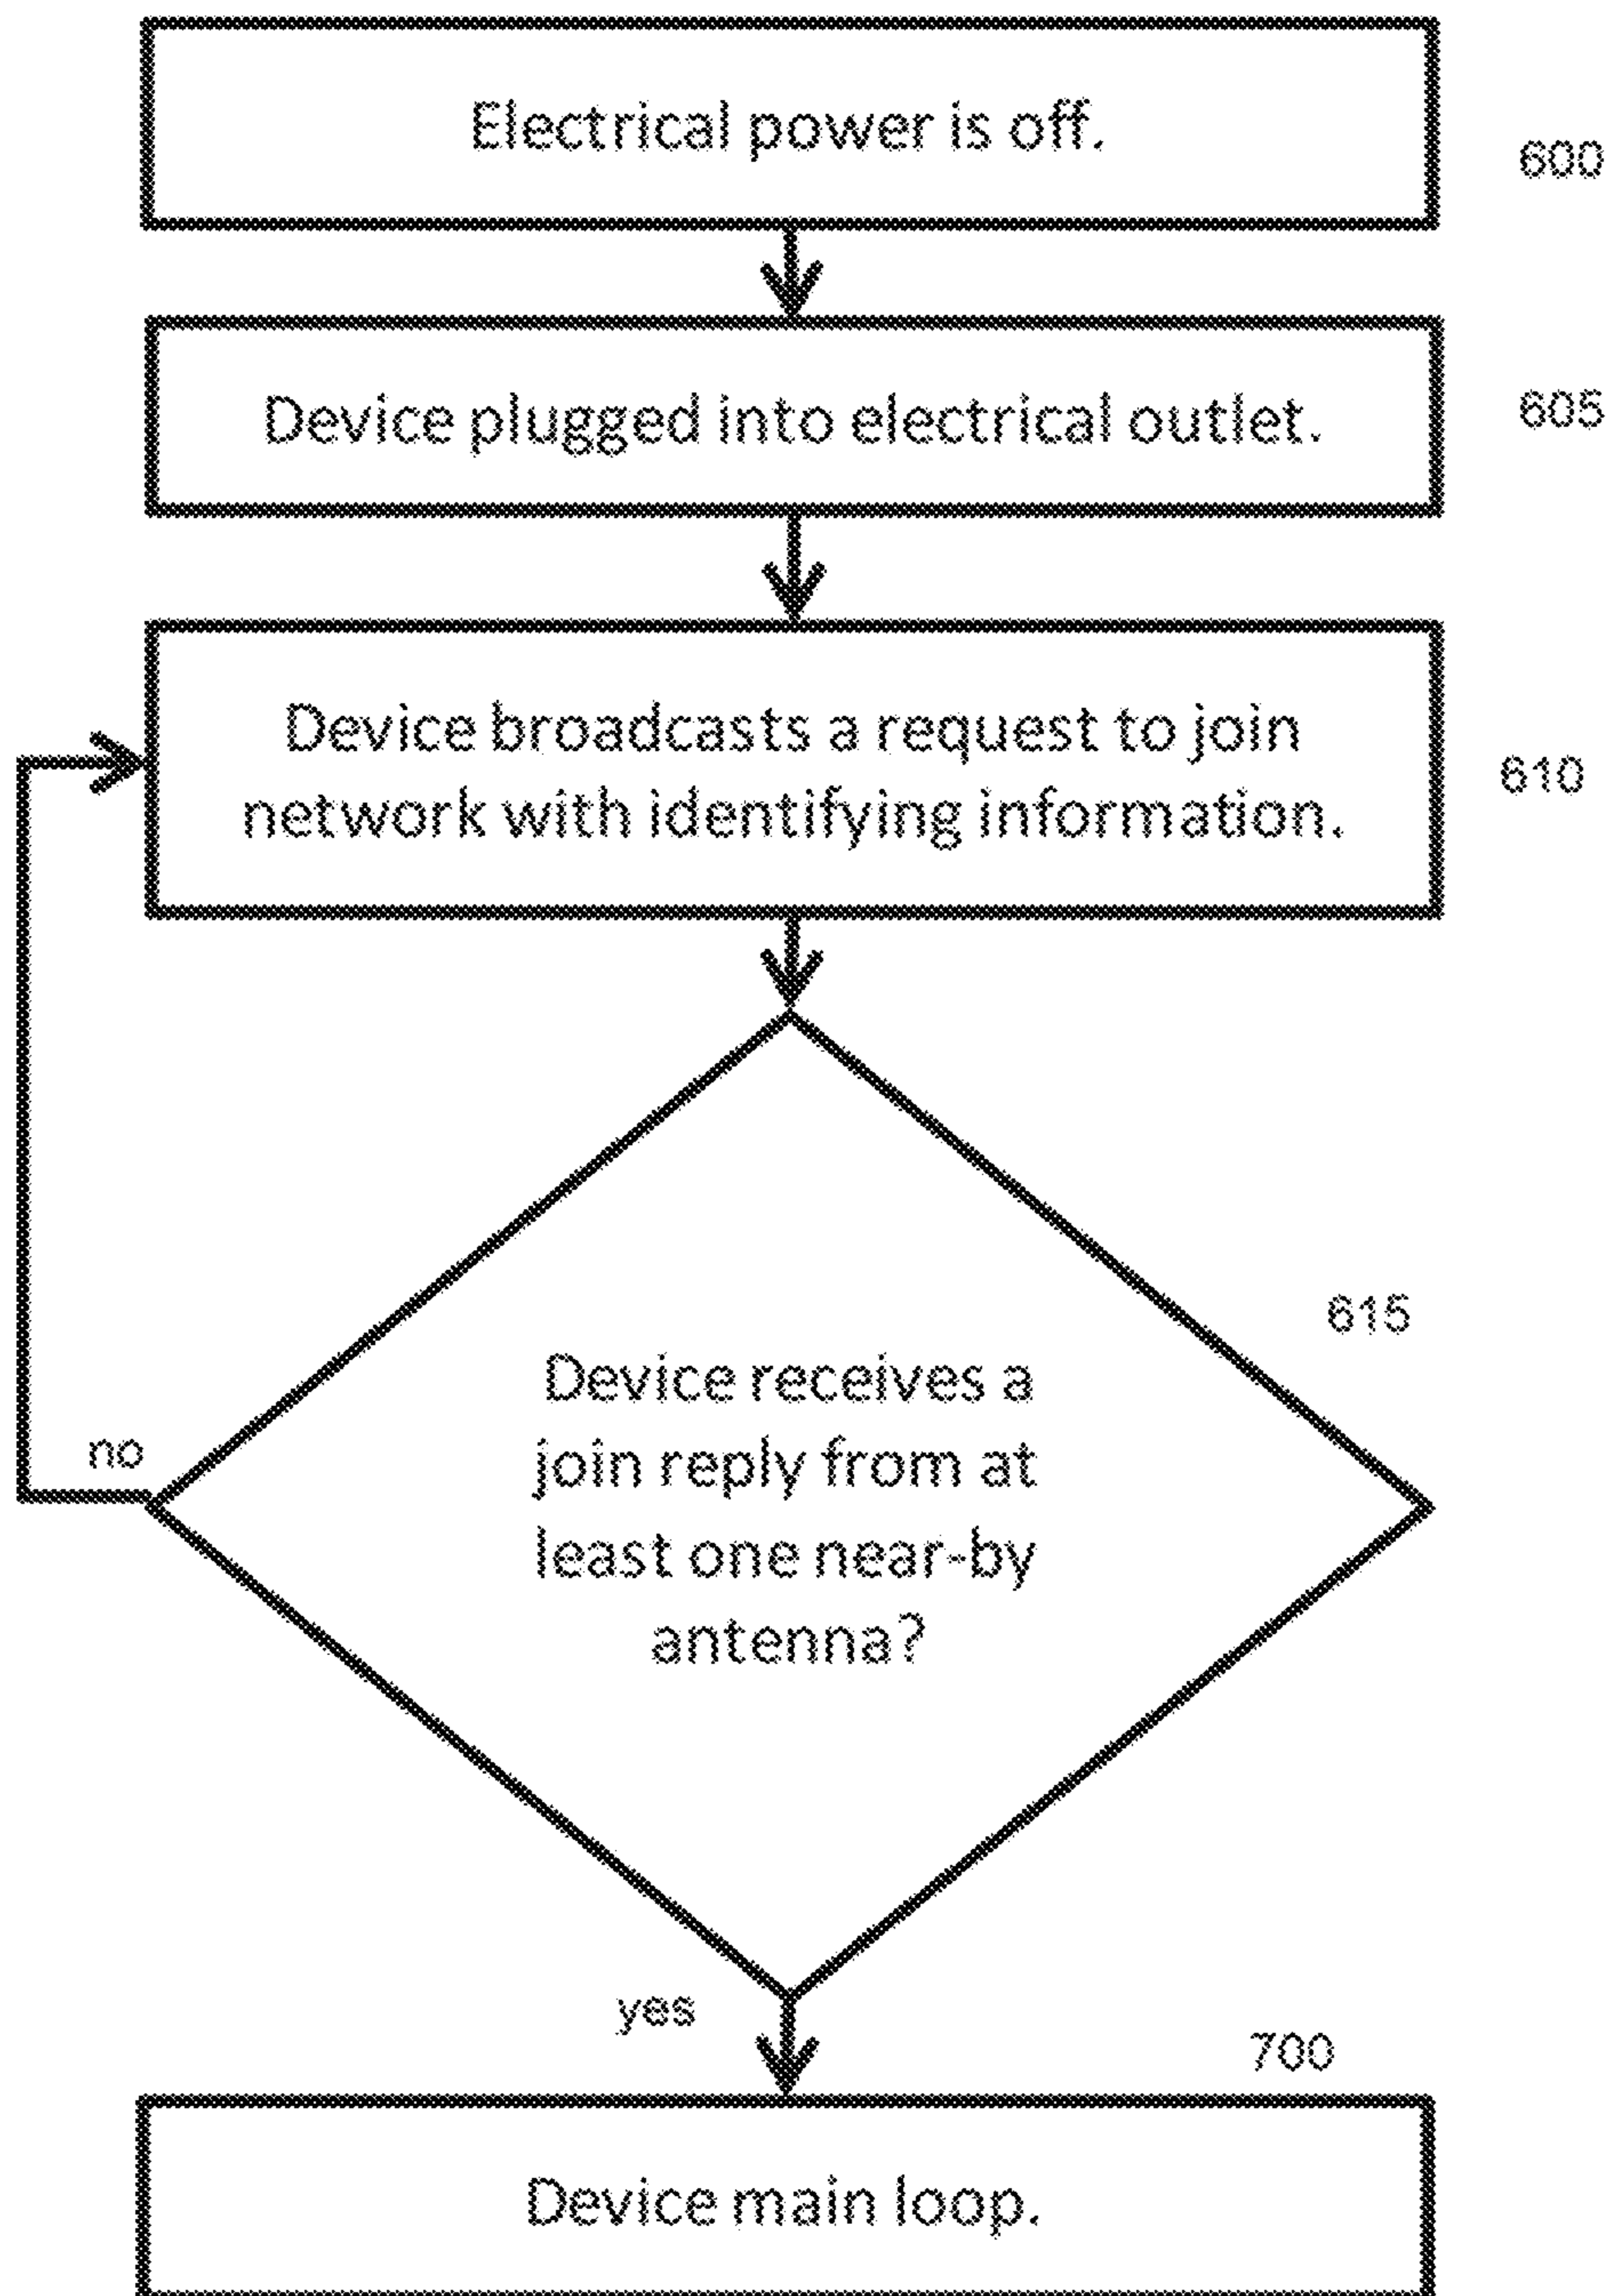 Electrical power is off.
600
Device plugged into electrical outlet.
605
Device broadcasts a request to join
network with identifying information.
610
615
Device receives a
join reply from at
least one near-by
antenna?
no
yes
700
Device main loop.